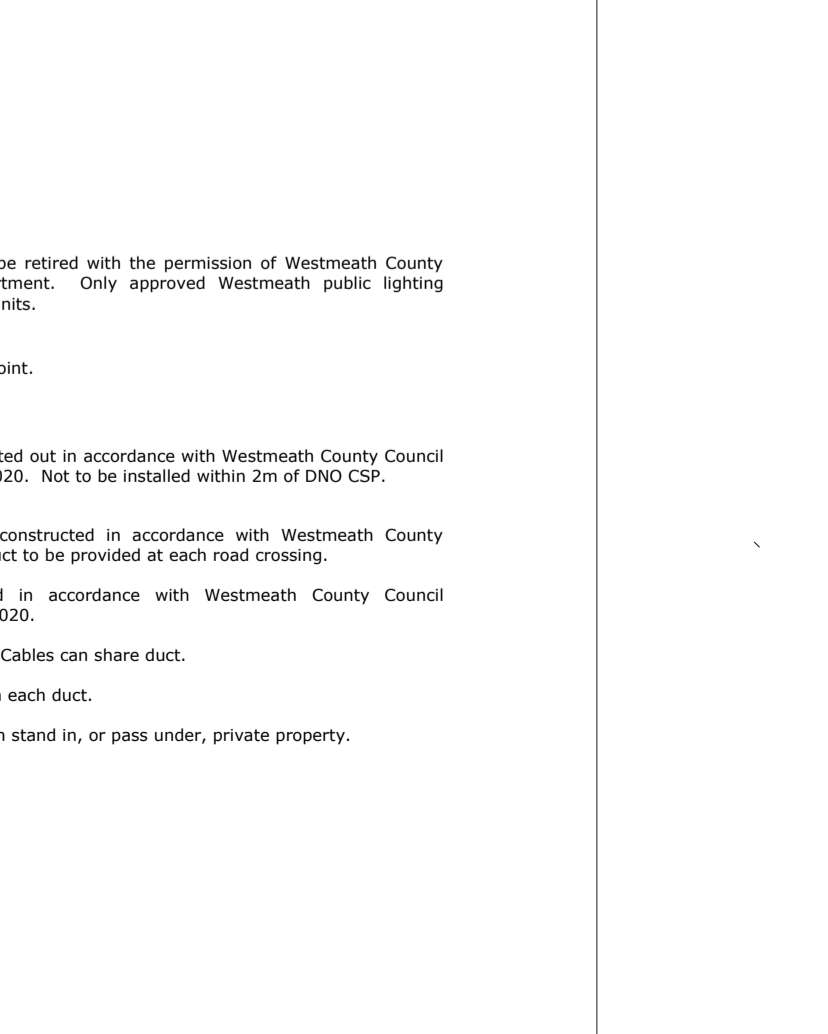 be retired with the permission of Westmeath County
rtment. Only approved Westmeath public lighting
nits.
oint.
ted out in accordance with Westmeath County Council
020. Not to be installed within 2m of DNO CSP.
constructed in accordance with Westmeath County
ct to be provided at each road crossing.
d in accordance with Westmeath County Council
020.
Cables can share duct.
each duct.
stand in, or pass under, private property.